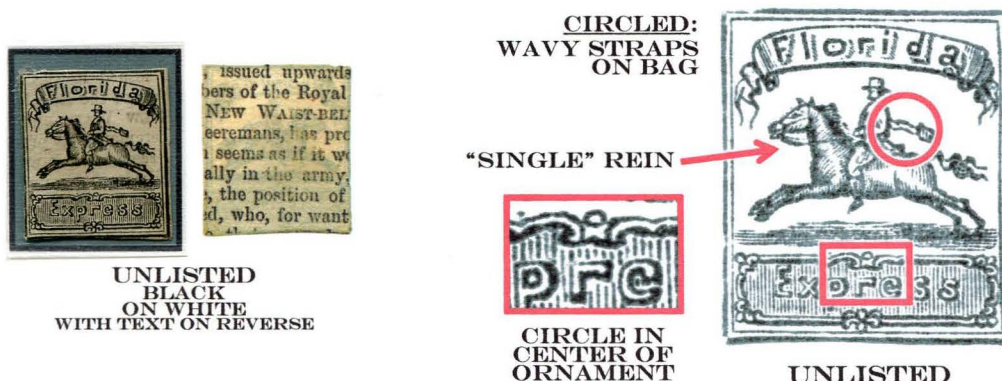 Florida
Express
, issued upwards
bers of the Royal
NEW WAIST-BEL
eeremans, has pro
seems as if it w
ally in the army.
, the position of
ed, who, for want
UNLISTED
BLACK
ON WHITE
WITH TEXT ON REVERSE
CIRCLED:
WAVY STRAPS
ON BAG
"SINGLE" REIN
pre
CIRCLE IN
CENTER OF
ORNAMENT
Florida
Express
UNLISTED